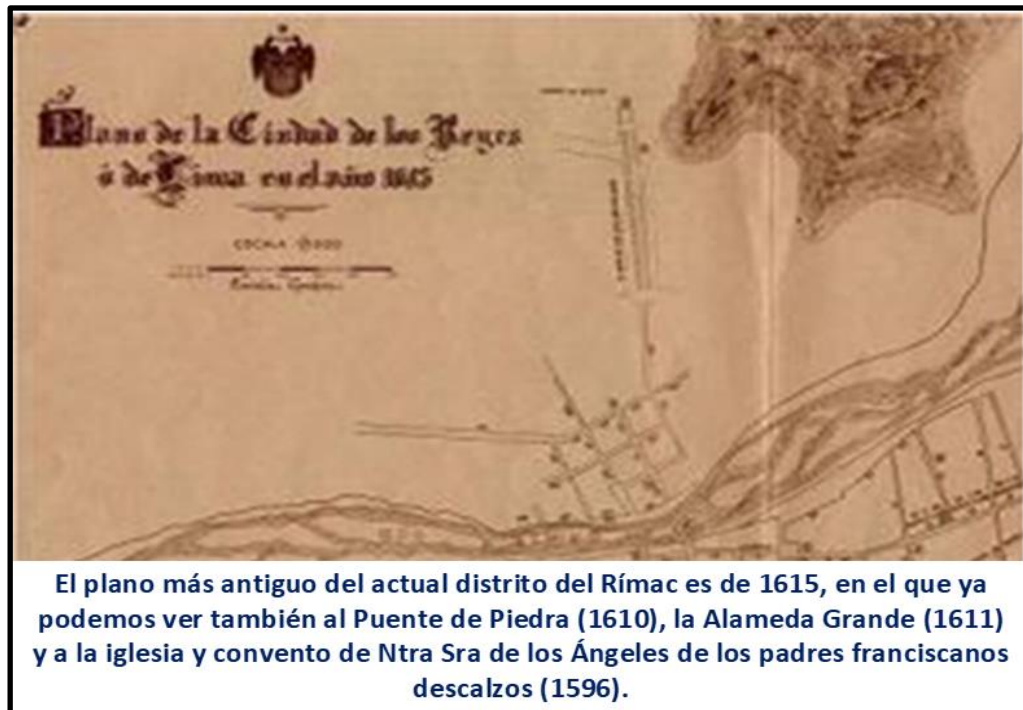 Plano de la Ciudad de los Reyes
ó de Lima en el año 1615
ESCALA
El plano más antiguo del actual distrito del Rímac es de 1615, en el que ya
podemos ver también al Puente de Piedra (1610), la Alameda Grande (1611)
y a la iglesia y convento de Ntra Sra de los Ángeles de los padres franciscanos
descalzos (1596).